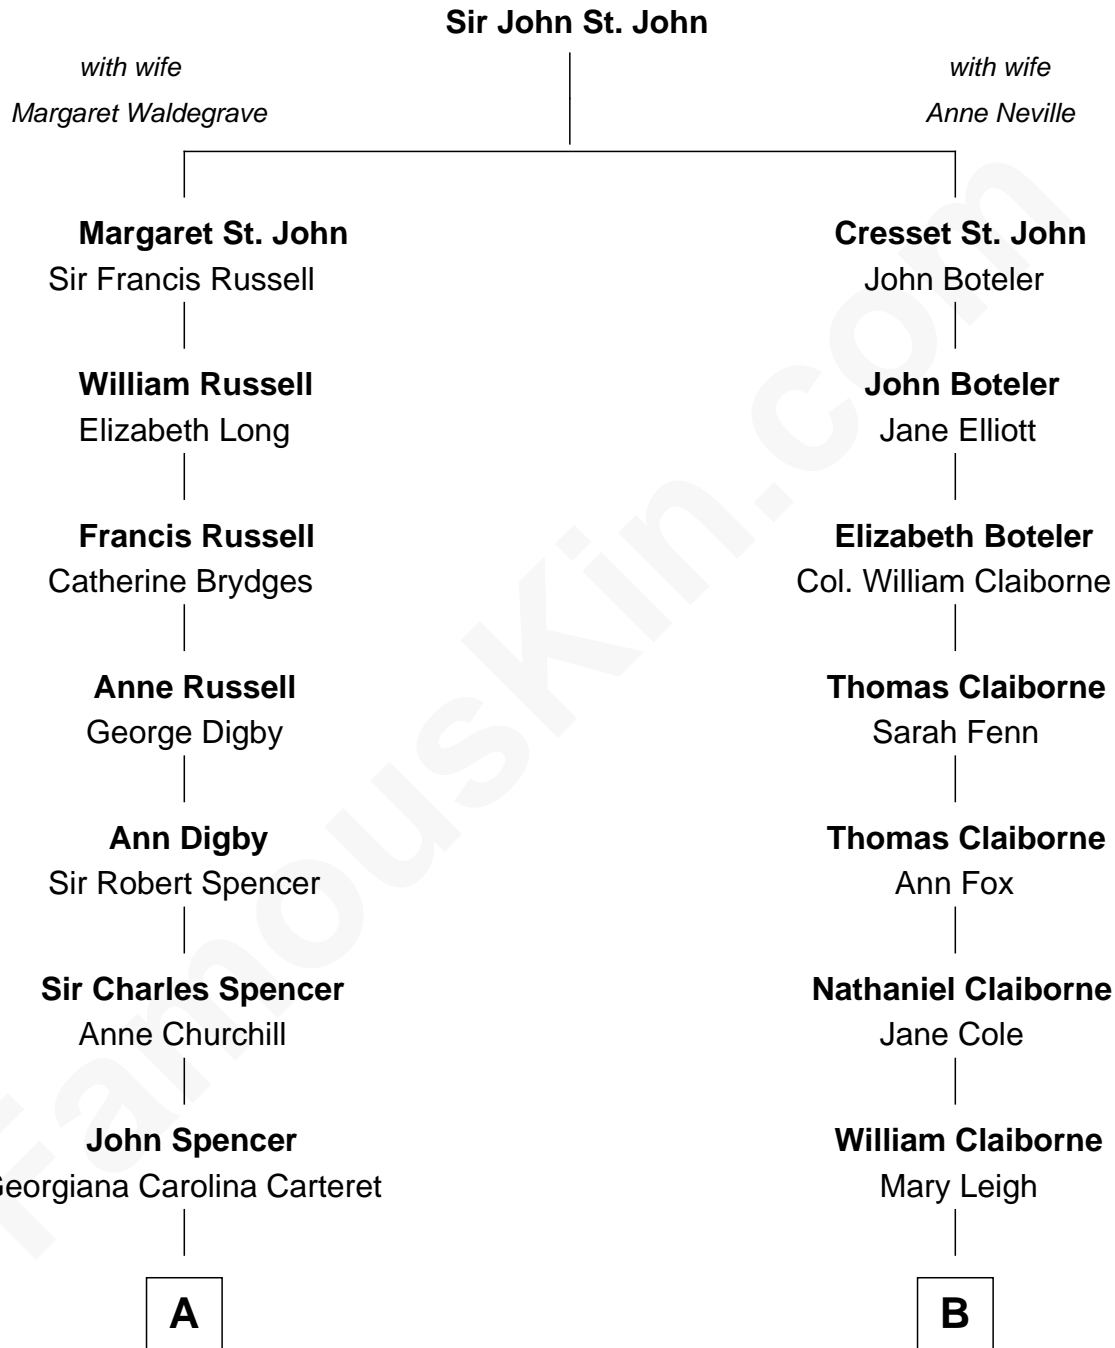 Sir John St. John
with wife
Margaret Waldegrave
with wife
Anne Neville
Margaret St. John
Sir Francis Russell
William Russell
Elizabeth Long
Francis Russell
Catherine Brydges
Anne Russell
George Digby
Ann Digby
Sir Robert Spencer
Sir Charles Spencer
Anne Churchill
John Spencer
Georgiana Carolina Carteret
A
Cresset St. John
John Boteler
John Boteler
Jane Elliott
Elizabeth Boteler
Col. William Claiborne
Thomas Claiborne
Sarah Fenn
Thomas Claiborne
Ann Fox
Nathaniel Claiborne
Jane Cole
William Claiborne
Mary Leigh
B
FamousKin.com